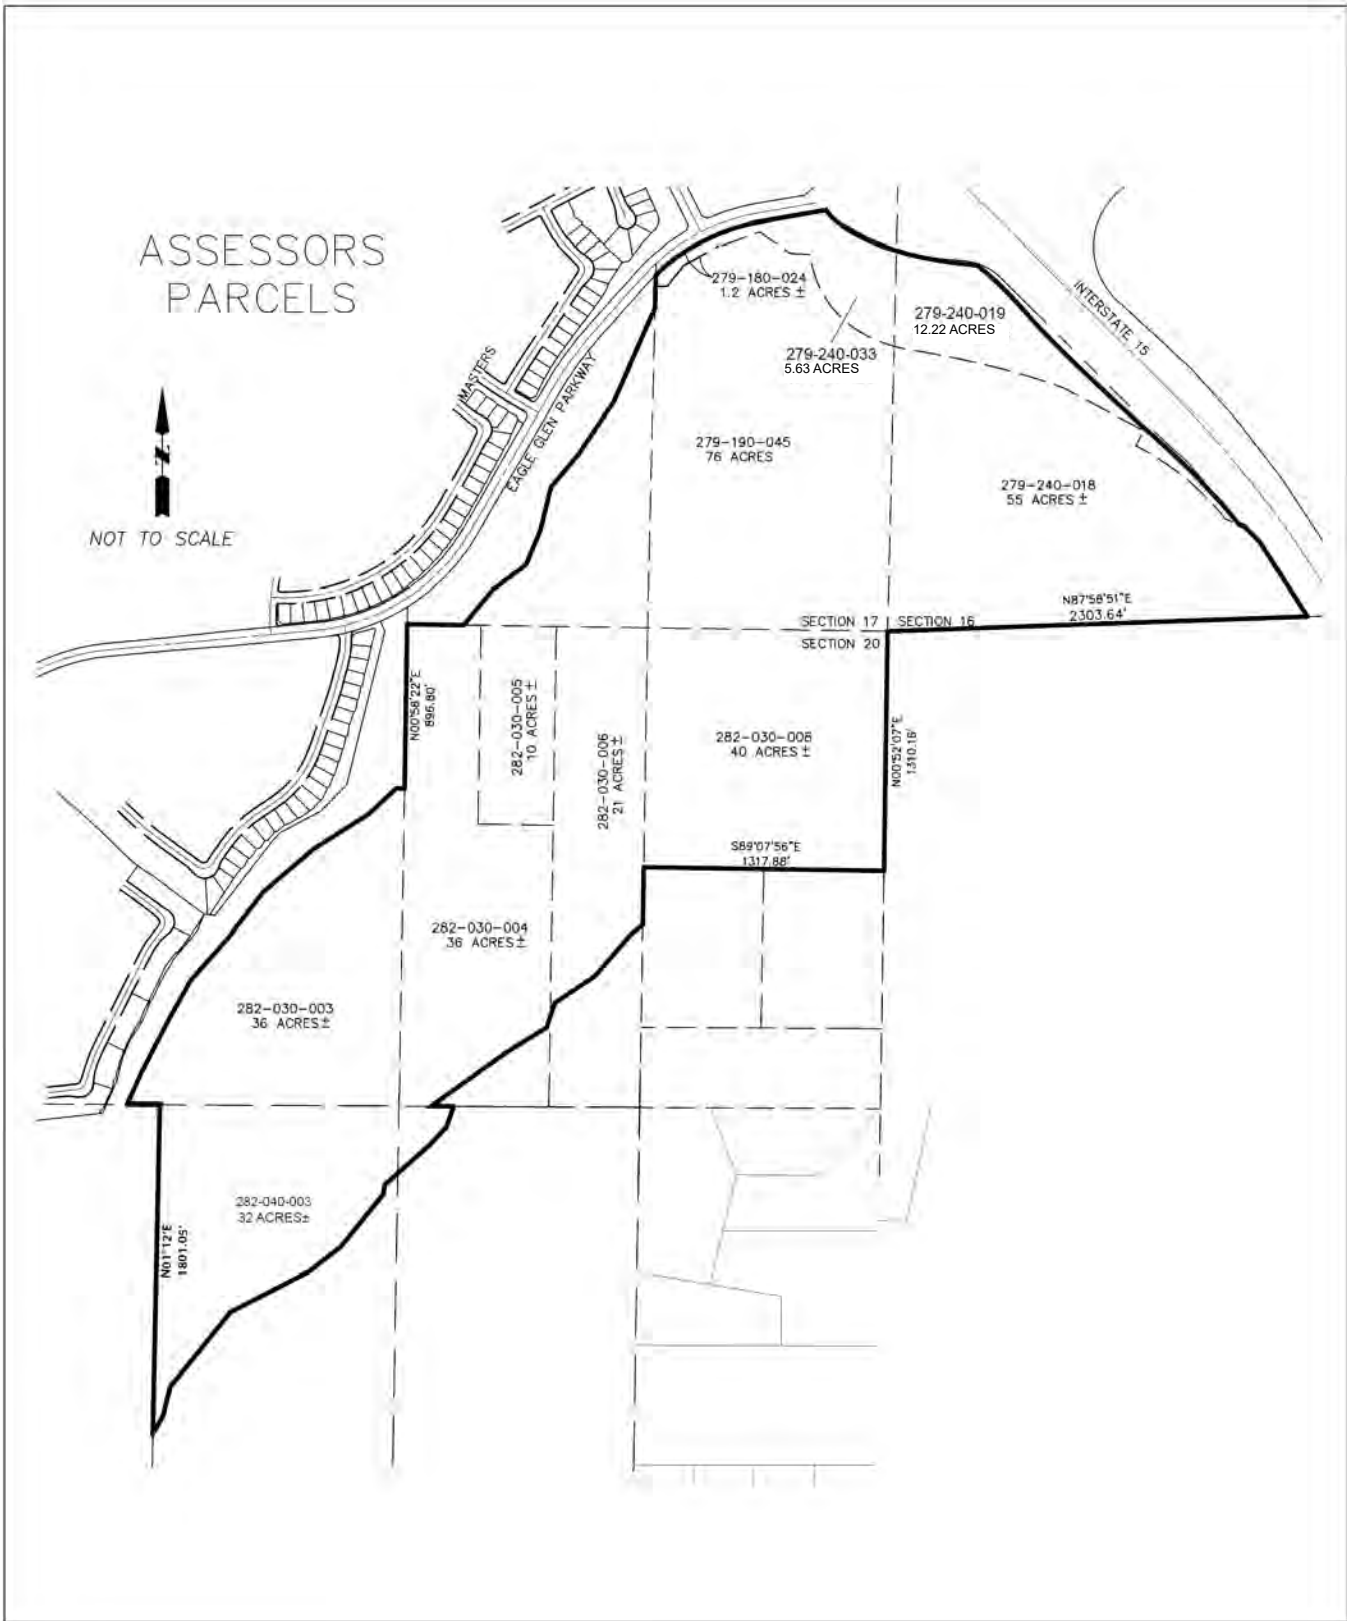 ASSESSORS
PARCELS
N
NOT TO SCALE
MASTERS
EAGLE GLEN PARKWAY
INTERSTATE 15
279-180-024
1.2 ACRES ±
279-240-019
12.22 ACRES
279-240-033
5.63 ACRES
279-190-045
76 ACRES
279-240-018
55 ACRES ±
N87°58'51"E
2303.64'
SECTION 17
SECTION 16
SECTION 20
N00°58'22"E
896.80'
282-030-005
10 ACRES ±
282-030-006
21 ACRES ±
282-030-008
40 ACRES ±
N00°52'07"E
1310.16'
S89°07'56"E
1317.88'
282-030-004
36 ACRES ±
282-030-003
36 ACRES ±
282-040-003
32 ACRES±
N01°12'E
1801.05'